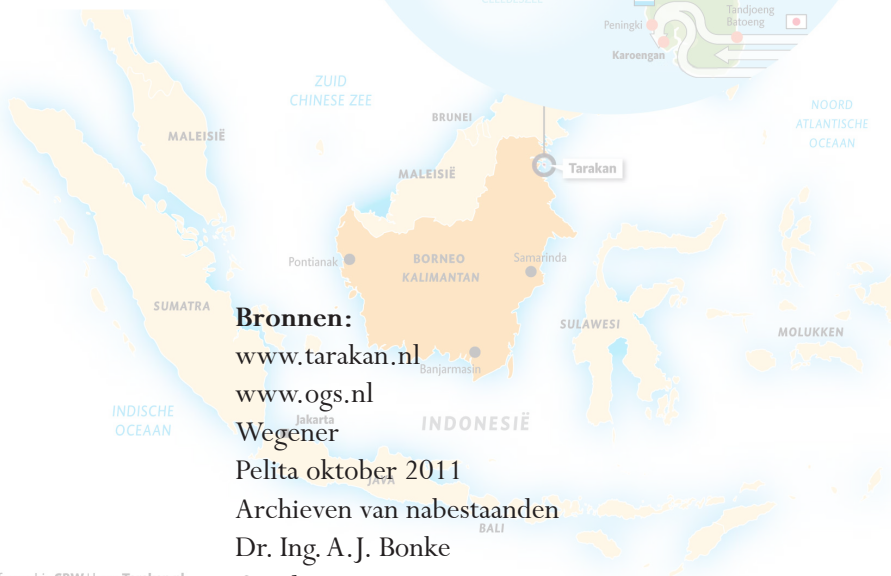 CELEBESZEE
Tandjoeng
Batoeng
Peningki
Karoengan
ZUID
CHINESE ZEE
NOORD
ATLANTISCHE
OCEAAN
BRUNEI
MALEISIË
MALEISIË
Tarakan
Pontianak
BORNEO
KALIMANTAN
Samarinda
SUMATRA
SULAWESI
MOLUKKEN
Banjarmasin
INDISCHE
OCEAAN
Jakarta
INDONESIË
JAVA
BALI
Bronnen:
www.tarakan.nl
www.ogs.nl
Wegener
Pelita oktober 2011
Archieven van nabestaanden
Dr. Ing. A.J. Bonke